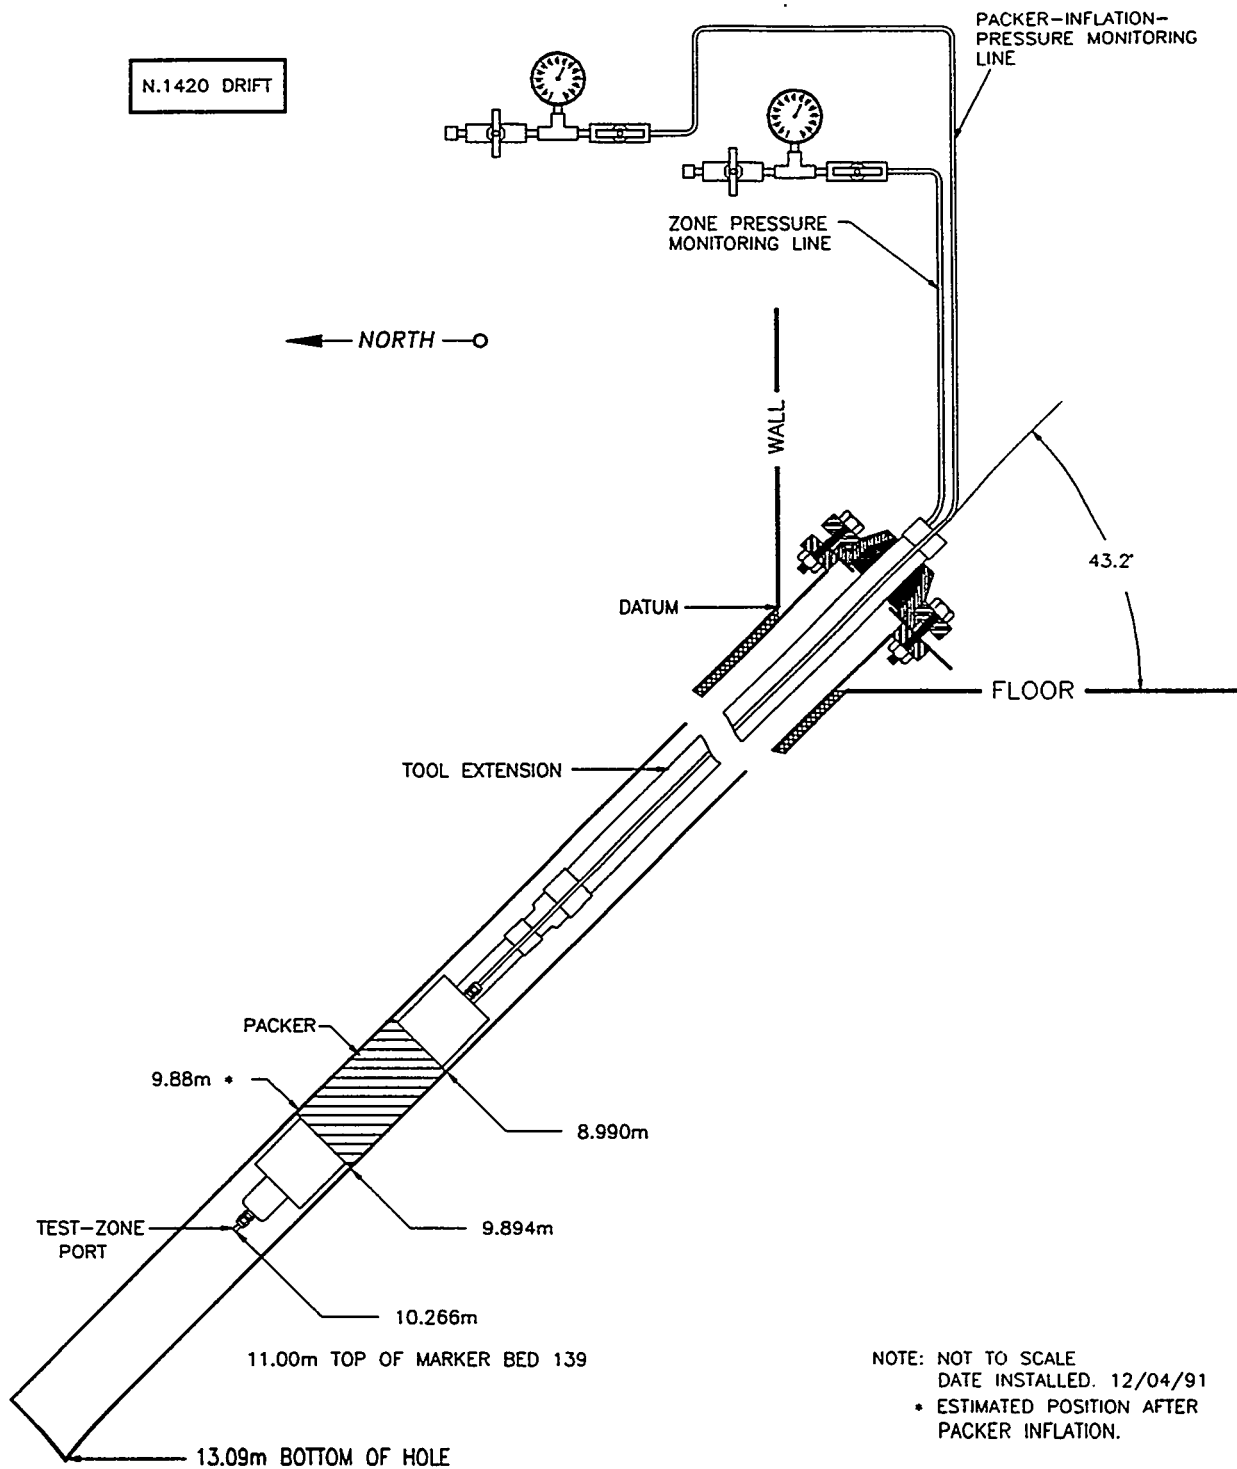 PACKER-INFLATION-
PRESSURE MONITORING
LINE
N.1420 DRIFT
ZONE PRESSURE
MONITORING LINE
NORTH
WALL
43.2°
DATUM
FLOOR
TOOL EXTENSION
PACKER
9.88m *
8.990m
TEST-ZONE
PORT
9.894m
10.266m
11.00m TOP OF MARKER BED 139
NOTE: NOT TO SCALE
DATE INSTALLED. 12/04/91
* ESTIMATED POSITION AFTER
PACKER INFLATION.
13.09m BOTTOM OF HOLE